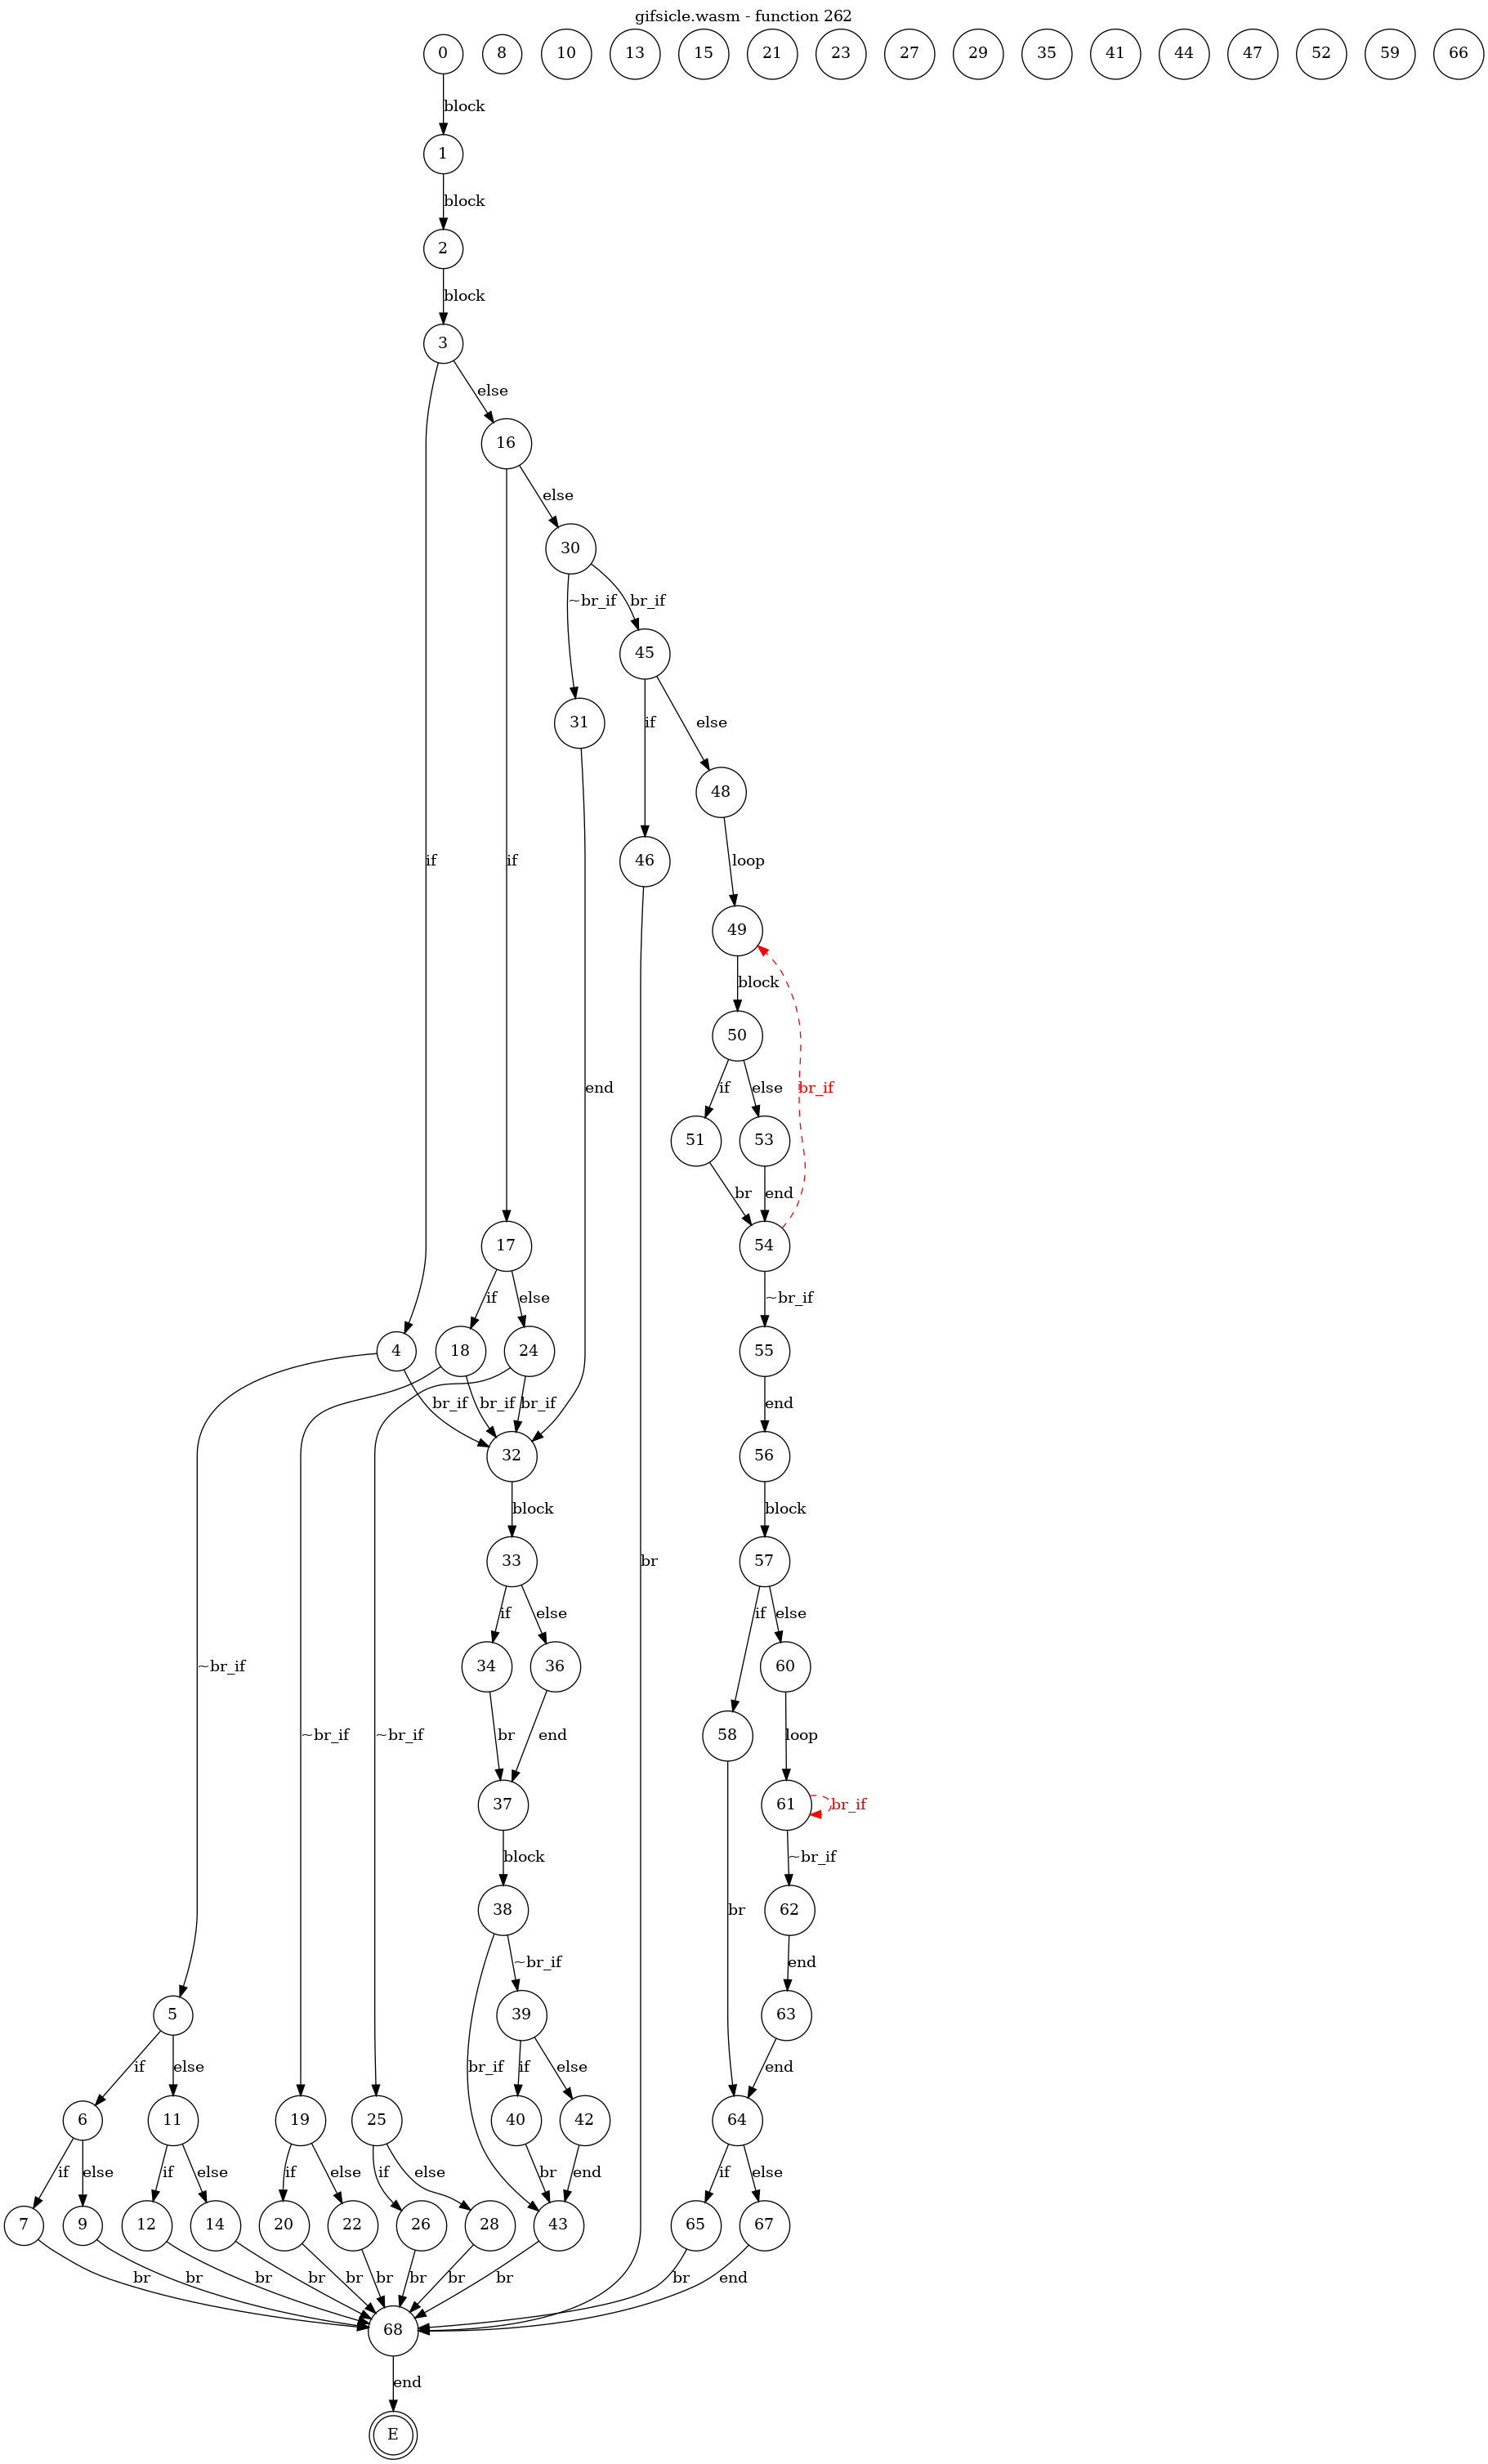 gifsicle.wasm - function 262
0 8 10 13 15 21 23 27 29 35 41 44 47 52 59 66
block
1
block
2
block
3
else
16
else
30
~br_if br_if
45
31
if else
48
if if end 46 loop
49
block
50
if else br_if
51 53
br end
17 54
if else ~br_if
4 18 24 55
br_if br_if br_if end
32 56
block br block
33 57
if else if else
~br_if 34 36 60
~br_if ~br_if br end 58 loop
37 61 br_if
block ~br_if
38 br 62
~br_if end
5 39 63
if else br_if if else end
6 11 19 25 40 42 64
if else if else if else if else br end if else
7 9 12 14 20 22 26 28 43 65 67
br br br br br br br br br br end
68
end
E